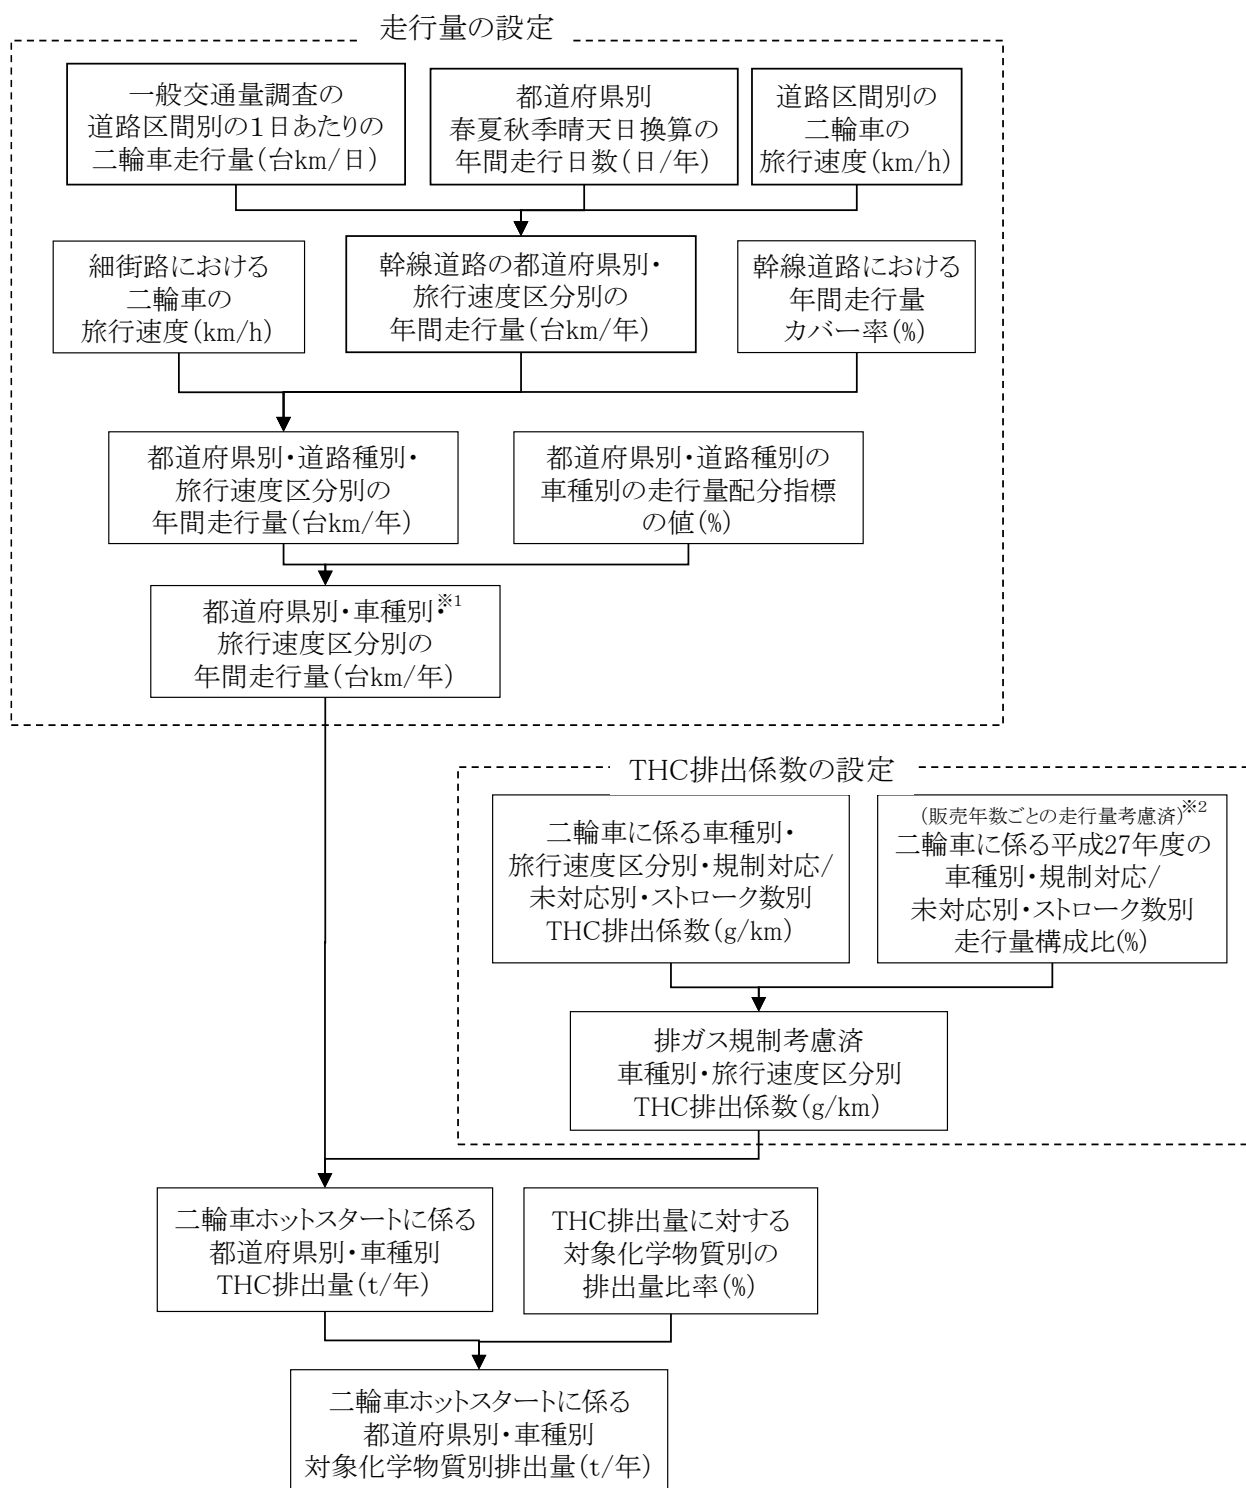 走行量の設定
一般交通量調査の
道路区間別の１日あたりの
二輪車走行量(台km/日)
都道府県別
春夏秋季晴天日換算の
年間走行日数(日/年)
道路区間別の
二輪車の
旅行速度(km/h)
細街路における
二輪車の
旅行速度(km/h)
幹線道路の都道府県別・
旅行速度区分別の
年間走行量(台km/年)
幹線道路における
年間走行量
カバー率(%)
都道府県別・道路種別・
旅行速度区分別の
年間走行量(台km/年)
都道府県別・道路種別の
車種別の走行量配分指標
の値(%)
都道府県別・車種別・※1
旅行速度区分別の
年間走行量(台km/年)
THC排出係数の設定
二輪車に係る車種別・
旅行速度区分別・規制対応/
未対応別・ストローク数別
THC排出係数(g/km)
(販売年数ごとの走行量考慮済)※2
二輪車に係る平成27年度の
車種別・規制対応/
未対応別・ストローク数別
走行量構成比(%)
排ガス規制考慮済
車種別・旅行速度区分別
THC排出係数(g/km)
二輪車ホットスタートに係る
都道府県別・車種別
THC排出量(t/年)
THC排出量に対する
対象化学物質別の
排出量比率(%)
二輪車ホットスタートに係る
都道府県別・車種別
対象化学物質別排出量(t/年)